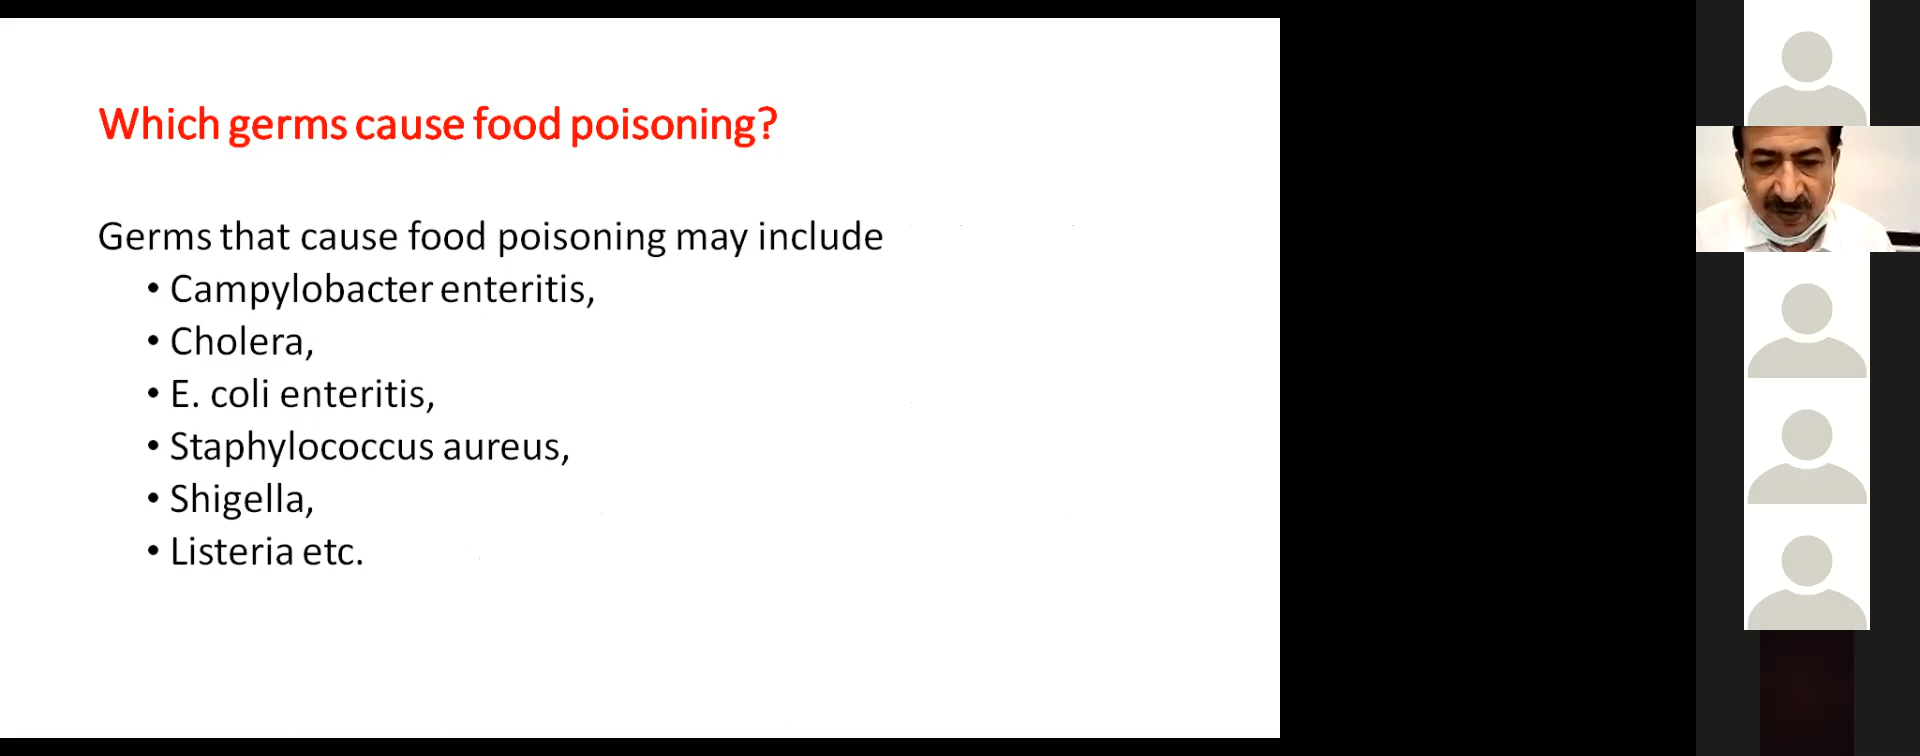 Which germs cause food poisoning?
Germs that cause food poisoning may include
• Campylobacter enteritis,
• Cholera,
• E. coli enteritis,
• Staphylococcus aureus,
• Shigella,
• Listeria etc.